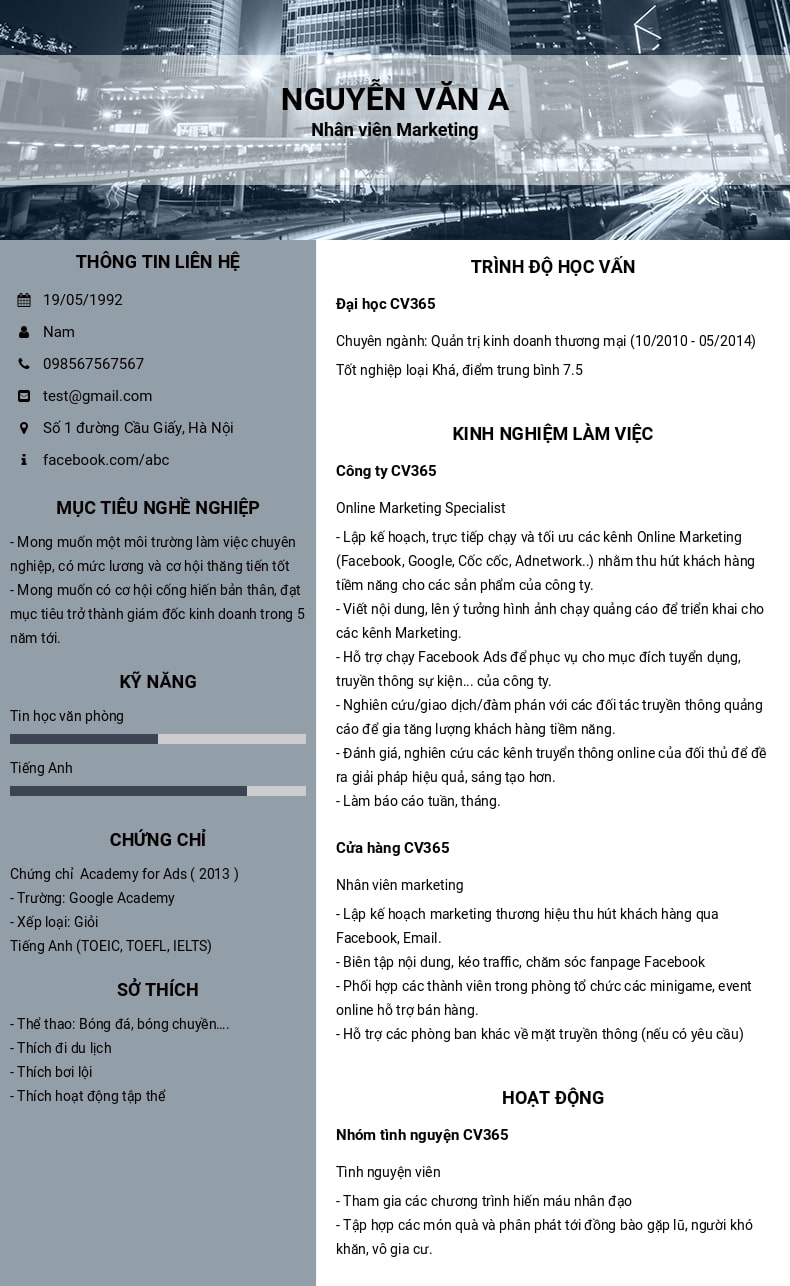 NGUYỄN VĂN A
Nhân viên Marketing
THÔNG TIN LIÊN HỆ
19/05/1992
Nam
098567567567
test@gmail.com
Số 1 đường Cầu Giấy, Hà Nội
facebook.com/abc
MỤC TIÊU NGHỀ NGHIỆP
- Mong muốn một môi trường làm việc chuyên
nghiệp, có mức lương và cơ hội thăng tiến tốt
- Mong muốn có cơ hội cống hiến bản thân, đạt
mục tiêu trở thành giám đốc kinh doanh trong 5
năm tới.
KỸ NĂNG
Tin học văn phòng
Tiếng Anh
CHỨNG CHỈ
Chứng chỉ  Academy for Ads ( 2013 )
- Trường: Google Academy
- Xếp loại: Giỏi
Tiếng Anh (TOEIC, TOEFL, IELTS)
SỞ THÍCH
- Thể thao: Bóng đá, bóng chuyền....
- Thích đi du lịch
- Thích bơi lội
- Thích hoạt động tập thể
TRÌNH ĐỘ HỌC VẤN
Đại học CV365
Chuyên ngành: Quản trị kinh doanh thương mại (10/2010 - 05/2014)
Tốt nghiệp loại Khá, điểm trung bình 7.5
KINH NGHIỆM LÀM VIỆC
Công ty CV365
Online Marketing Specialist
- Lập kế hoạch, trực tiếp chạy và tối ưu các kênh Online Marketing
(Facebook, Google, Cốc cốc, Adnetwork..) nhằm thu hút khách hàng
tiềm năng cho các sản phẩm của công ty.
- Viết nội dung, lên ý tưởng hình ảnh chạy quảng cáo để triển khai cho
các kênh Marketing.
- Hỗ trợ chạy Facebook Ads để phục vụ cho mục đích tuyển dụng,
truyền thông sự kiện... của công ty.
- Nghiên cứu/giao dịch/đàm phán với các đối tác truyền thông quảng
cáo để gia tăng lượng khách hàng tiềm năng.
- Đánh giá, nghiên cứu các kênh truyển thông online của đối thủ để đề
ra giải pháp hiệu quả, sáng tạo hơn.
- Làm báo cáo tuần, tháng.
Cửa hàng CV365
Nhân viên marketing
- Lập kế hoạch marketing thương hiệu thu hút khách hàng qua
Facebook, Email.
- Biên tập nội dung, kéo traffic, chăm sóc fanpage Facebook
- Phối hợp các thành viên trong phòng tổ chức các minigame, event
online hỗ trợ bán hàng.
- Hỗ trợ các phòng ban khác về mặt truyền thông (nếu có yêu cầu)
HOẠT ĐỘNG
Nhóm tình nguyện CV365
Tình nguyện viên
- Tham gia các chương trình hiến máu nhân đạo
- Tập hợp các món quà và phân phát tới đồng bào gặp lũ, người khó
khăn, vô gia cư.